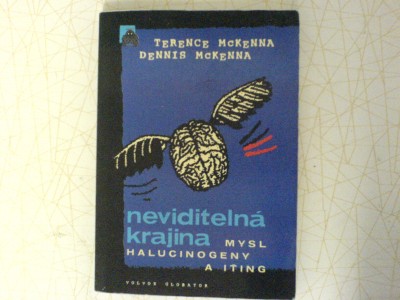 TERENCE McKENNA
DENNIS McKENNA
neviditelná
krajina
MYSL
HALUCINOGENY
A ITING
VOLVOX GLOBATOR